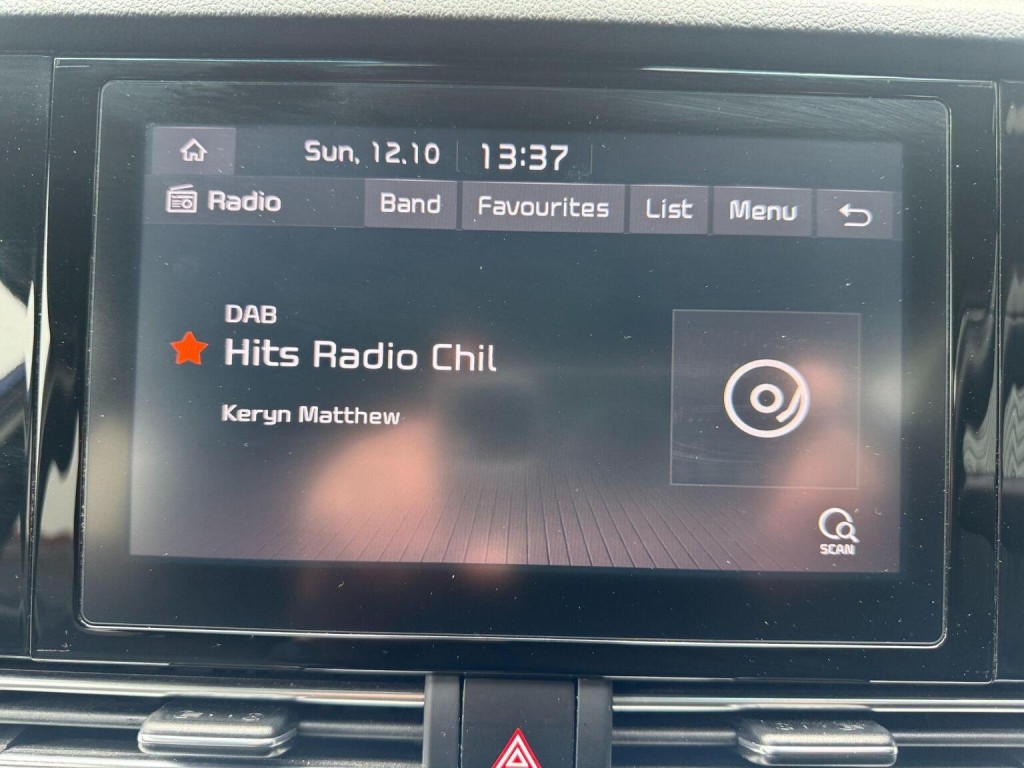 Sun, 12.10 13:37
Radio Band Favourites List Menu
DAB
Hits Radio Chil
Keryn Matthew
SCAN